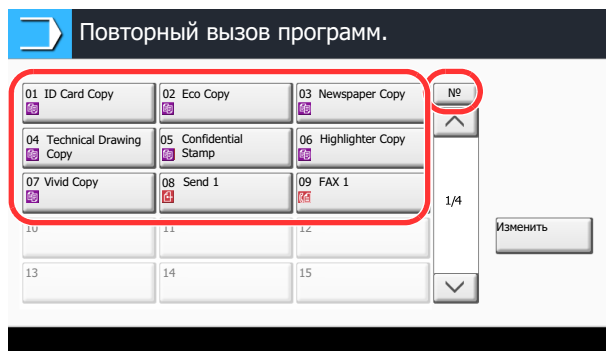 Повторный вызов программ.
01 ID Card Copy
02 Eco Copy
03 Newspaper Copy
№
04 Technical Drawing
Copy
05 Confidential
Stamp
06 Highlighter Copy
07 Vivid Copy
08 Send 1
09 FAX 1
1/4
10
11
12
Изменить
13
14
15